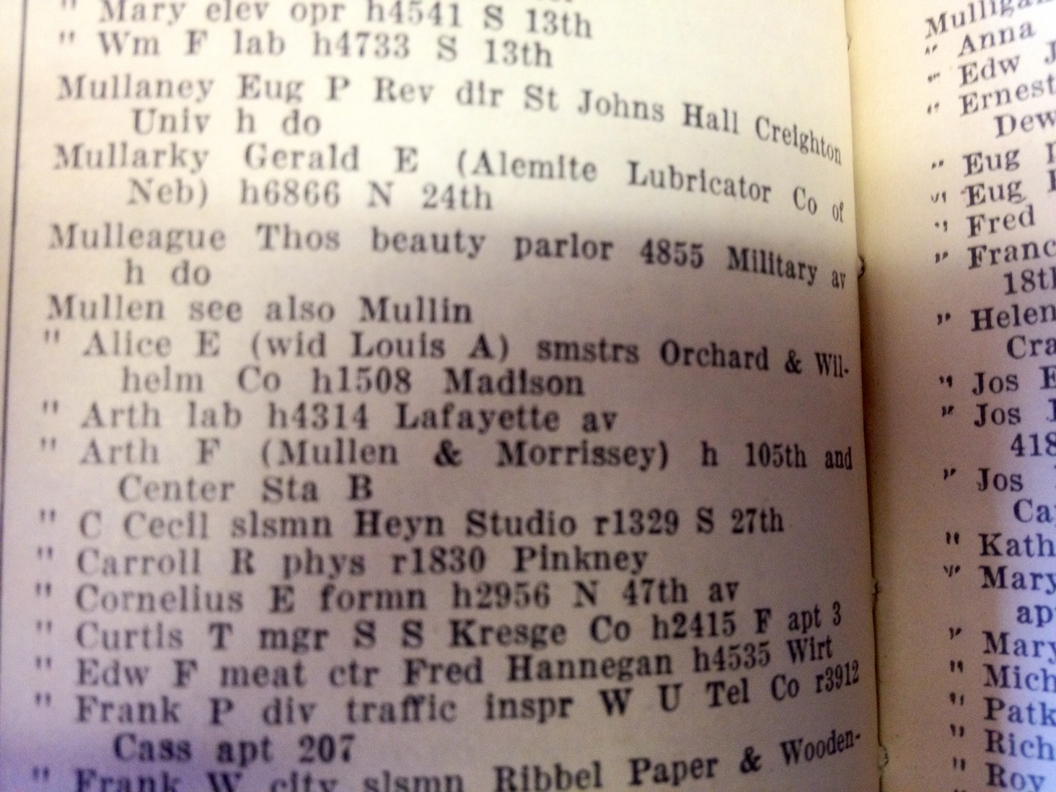 " Mary elev opr h4541 S 13th
" Wm F lab h4733 S 13th
Mullaney Eug P Rev dir St Johns Hall Creighton
Univ h do
Mullarky Gerald E (Alemite Lubricator Co of
Neb) h6866 N 24th
Mulleague Thos beauty parlor 4855 Military av
h do
Mullen see also Mullin
" Alice E (wid Louis A) smstrs Orchard & Wil-
helm Co h1508 Madison
" Arth lab h4314 Lafayette av
" Arth F (Mullen & Morrissey) h 105th and
Center Sta B
" C Cecil slsmn Heyn Studio r1329 S 27th
" Carroll R phys r1830 Pinkney
" Cornelius E formn h2956 N 47th av
" Curtis T mgr S S Kresge Co h2415 F apt 3
" Edw F meat ctr Fred Hannegan h4535 Wirt
" Frank P div traffic inspr W U Tel Co r3912
Cass apt 207
" Frank W city slsmn Ribbel Paper & Wooden-
" Anna
" Edw J
" Ernest
Dew
" Eug
" Eug
" Fred
" Franc
18th
" Helen
Cra
" Jos E
" Jos
418
" Jos
Ca
" Kath
" Mary
ap
" Mary
" Mich
" Patk
" Rich
" Roy